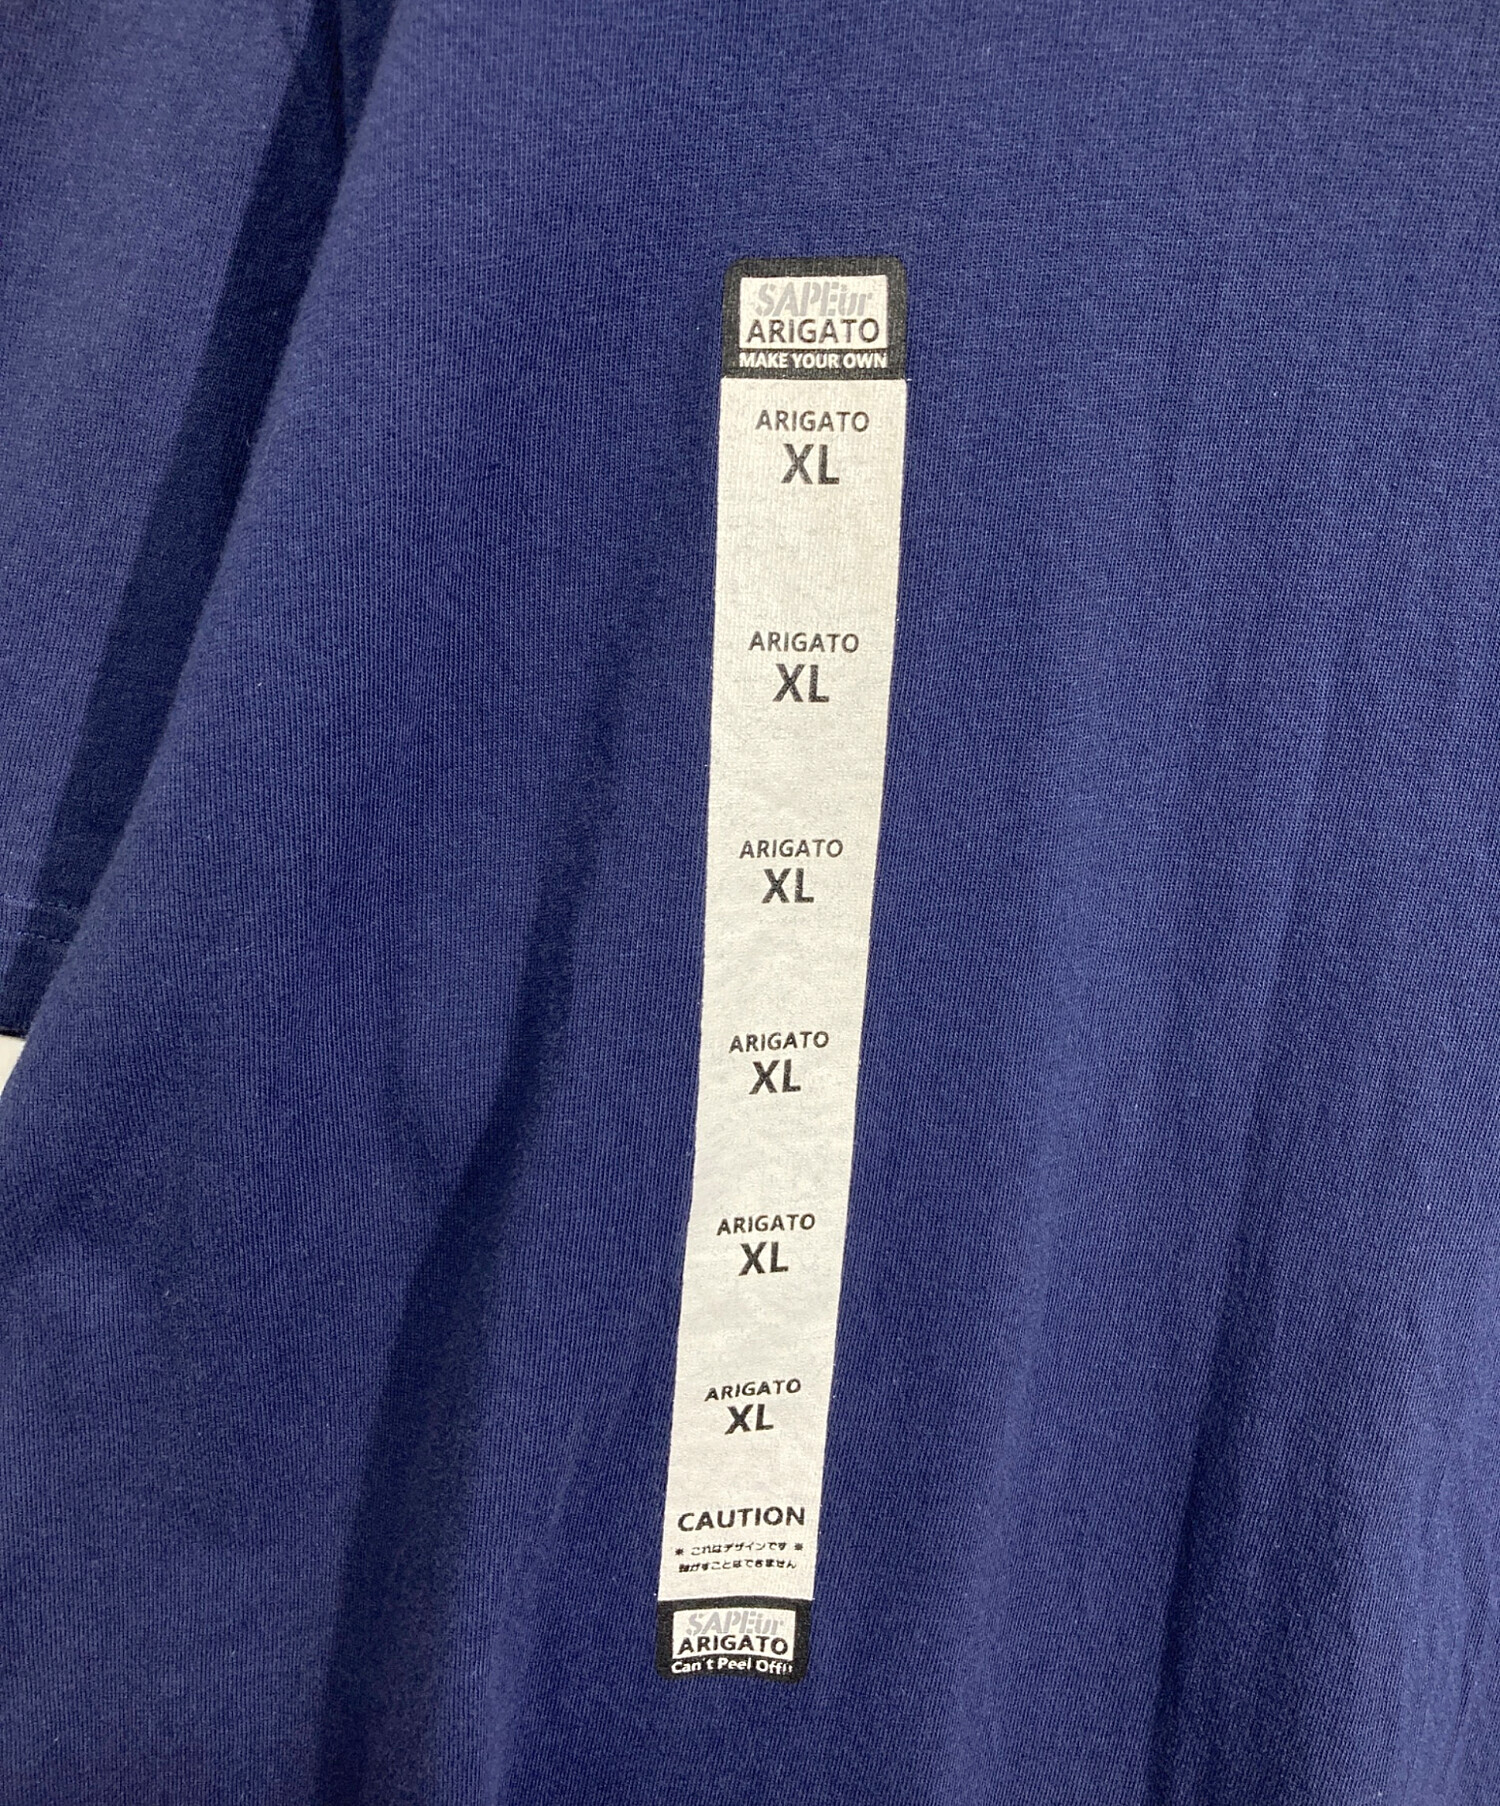 SAPEur
ARIGATO
MAKE YOUR OWN
ARIGATO
XL
ARIGATO
XL
ARIGATO
XL
ARIGATO
XL
ARIGATO
XL
ARIGATO
XL
CAUTION
※ これはデザインです ※
剝がすことはできません
SAPEur
ARIGATO
Can't Peel Off!!